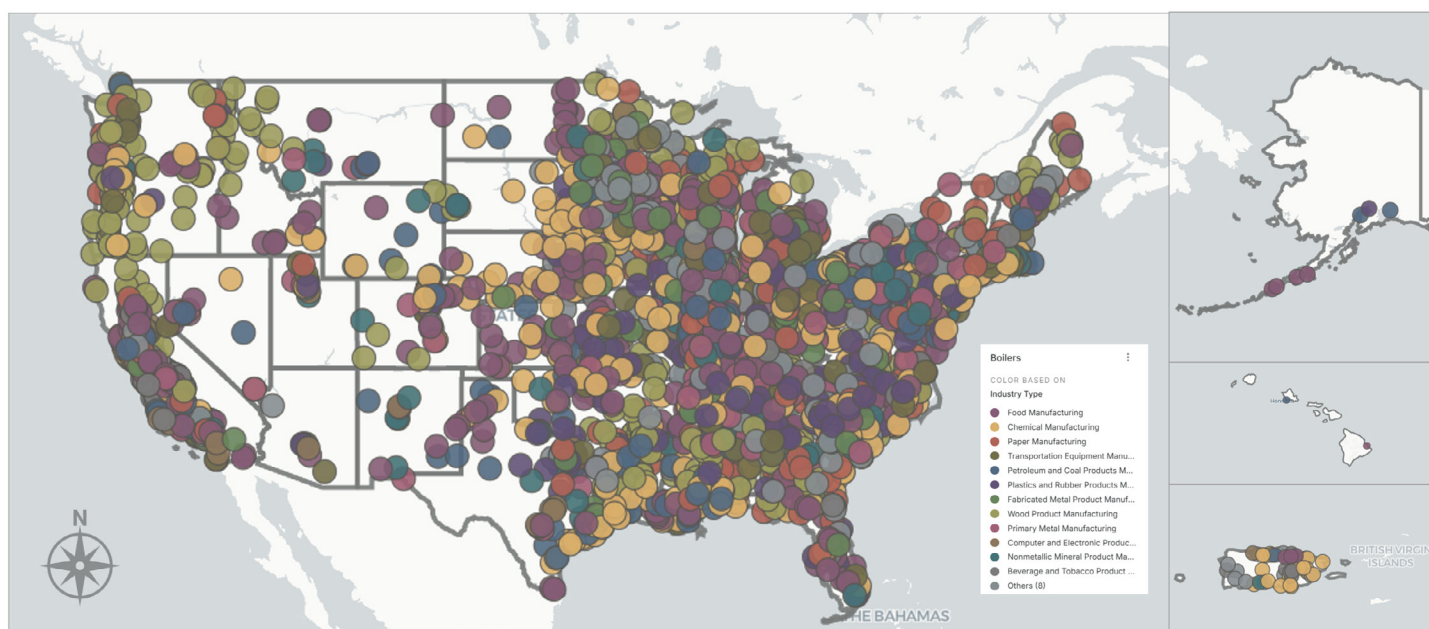 N
THE BAHAMAS
BRITISH VIRGIN
ISLANDS
Boilers
COLOR BASED ON
Industry Type
Food Manufacturing
Chemical Manufacturing
Paper Manufacturing
Transportation Equipment Manu...
Petroleum and Coal Products M...
Plastics and Rubber Products M...
Fabricated Metal Product Manuf...
Wood Product Manufacturing
Primary Metal Manufacturing
Computer and Electronic Produc...
Nonmetallic Mineral Product Ma...
Beverage and Tobacco Product ...
Others (8)